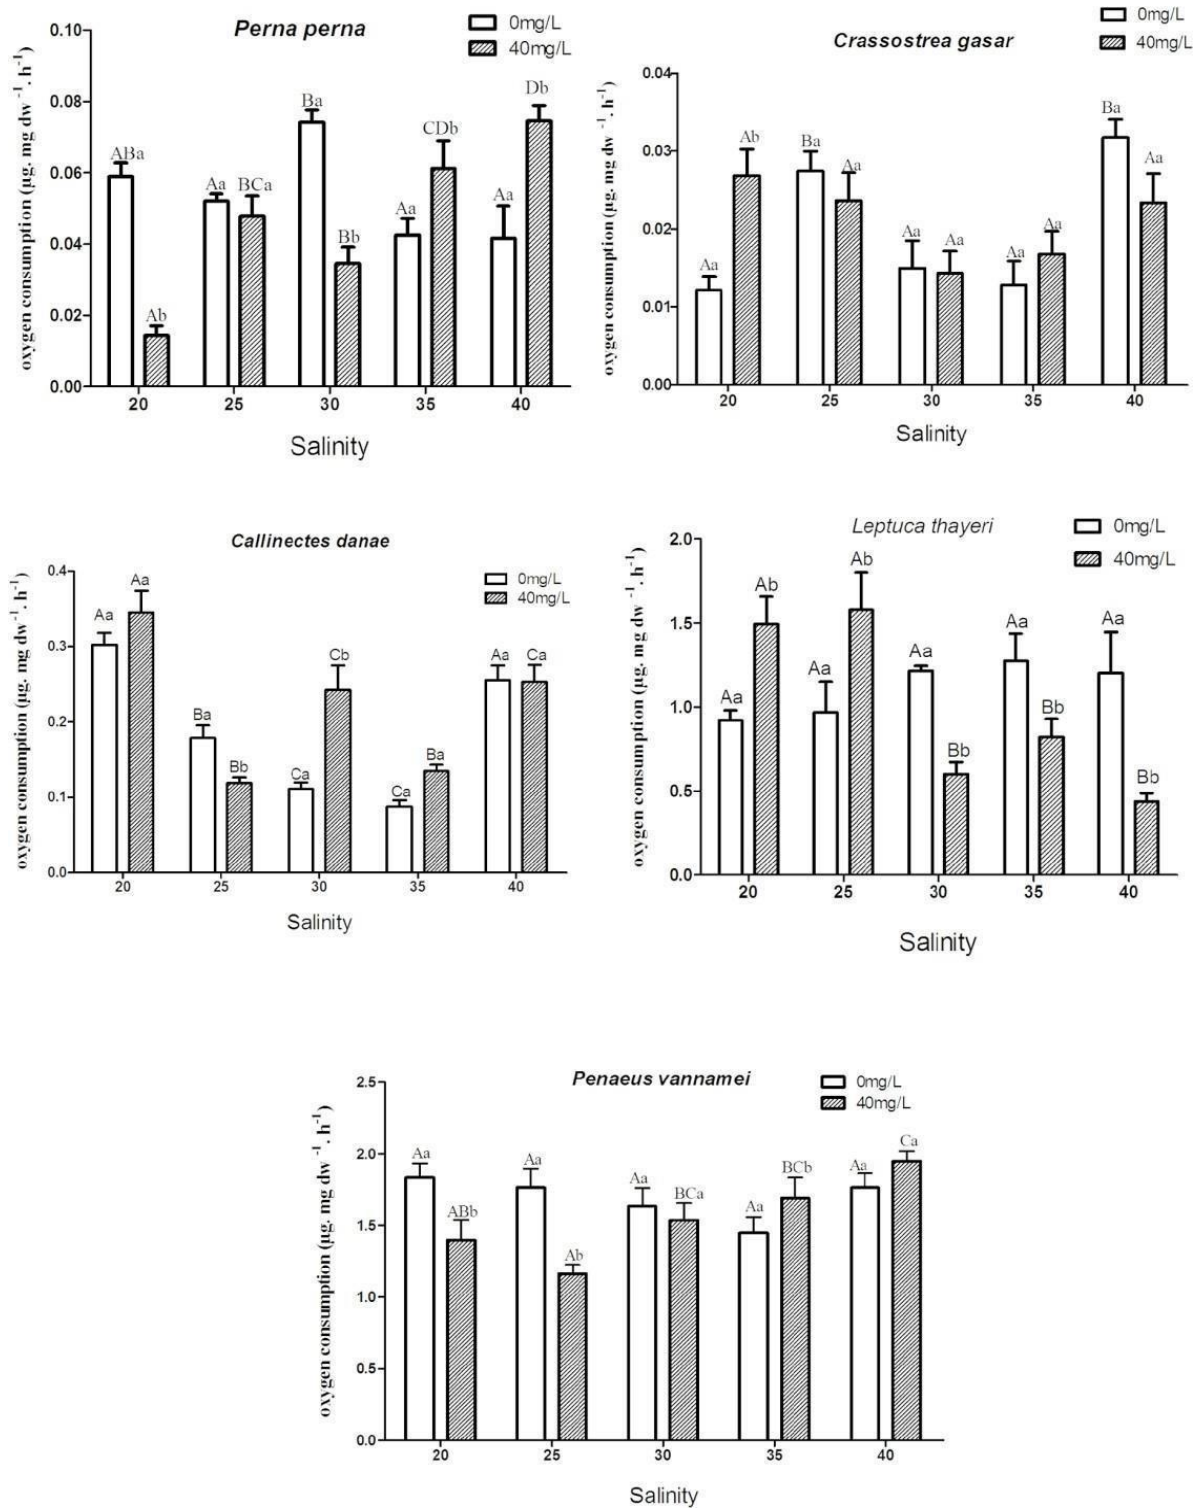 Perna perna
0mg/L
40mg/L
oxygen consumption (µg. mg dw -1. h-1)
0.10
0.08
0.06
0.04
0.02
0.00
ABa
Ab
Aa
BCa
Ba
Bb
Aa
CDb
Aa
Db
20 25 30 35 40
Salinity
Crassostrea gasar
0mg/L
40mg/L
oxygen consumption (µg. mg dw -1. h-1)
0.04
0.03
0.02
0.01
0.00
Aa
Ab
Ba
Aa
Aa
Aa
Aa
Aa
Ba
Aa
20 25 30 35 40
Salinity
Callinectes danae
0mg/L
40mg/L
oxygen consumption (µg. mg dw -1. h-1)
0.4
0.3
0.2
0.1
0.0
Aa
Aa
Ba
Bb
Ca
Cb
Ca
Ba
Aa
Ca
20 25 30 35 40
Salinity
Leptuca thayeri
0mg/L
40mg/L
oxygen consumption (µg. mg dw -1. h-1)
2.0
1.5
1.0
0.5
0.0
Aa
Ab
Aa
Ab
Aa
Bb
Aa
Bb
Aa
Bb
20 25 30 35 40
Salinity
Penaeus vannamei
0mg/L
40mg/L
oxygen consumption (µg. mg dw -1. h-1)
2.5
2.0
1.5
1.0
0.5
0.0
Aa
ABb
Aa
Ab
Aa
BCa
Aa
BCb
Aa
Ca
20 25 30 35 40
Salinity